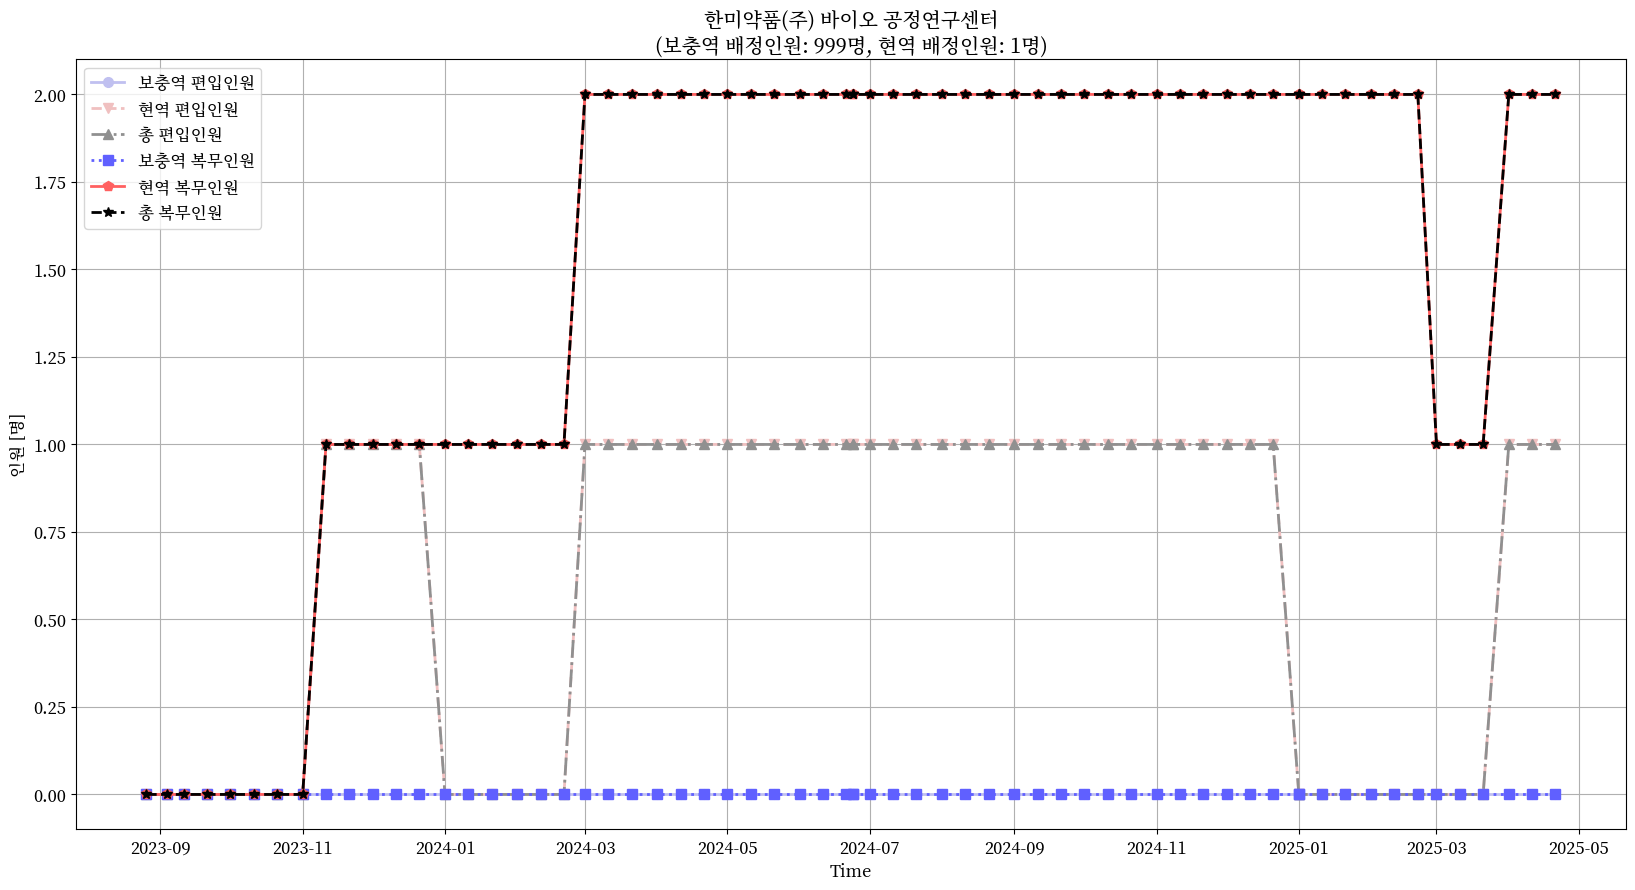 한미약품(주) 바이오 공정연구센터
(보충역 배정인원: 999명, 현역 배정인원: 1명)
보충역 편입인원
현역 편입인원
총 편입인원
보충역 복무인원
현역 복무인원
총 복무인원
2.00
1.75
1.50
1.25
1.00
0.75
0.50
0.25
0.00
인원 [명]
2023-09
2023-11
2024-01
2024-03
2024-05
2024-07
2024-09
2024-11
2025-01
2025-03
2025-05
Time